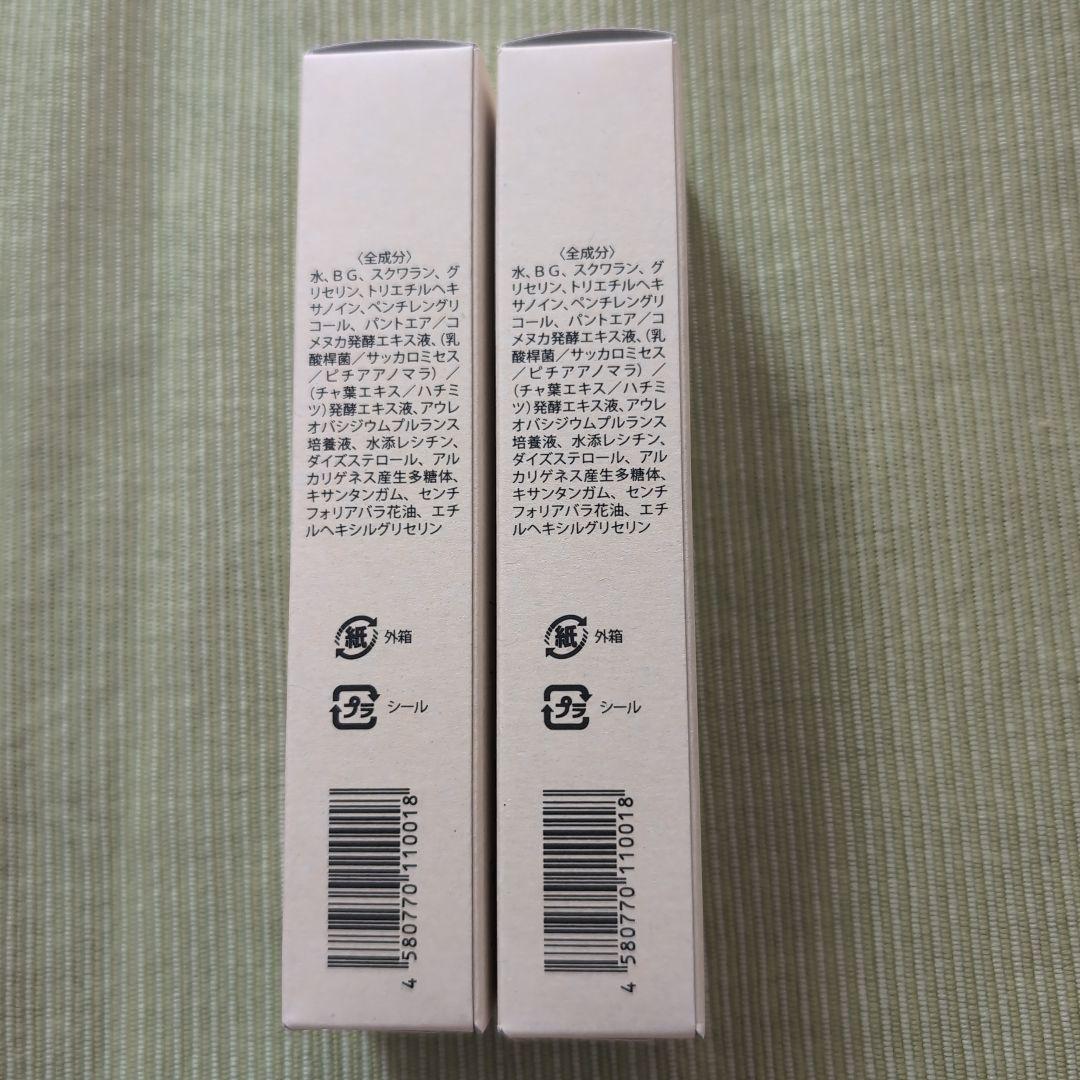 〈全成分〉
水、BG、スクワラン、グ
リセリン、トリエチルヘキ
サノイン、ペンチレングリ
コール、パントエア／コ
メヌカ発酵エキス液、(乳
酸桿菌／サッカロミセス
／ピチアアノマラ）／
(チャ葉エキス／ハチミ
ツ)発酵エキス液、アウレ
オバシジウムプルランス
培養液、水添レシチン、
ダイズステロール、アル
カリゲネス産生多糖体、
キサンタンガム、センチ
フォリアバラ花油、エチ
ルヘキシルグリセリン
紙 外箱
プラ シール
4 580770 110018
〈全成分〉
水、BG、スクワラン、グ
リセリン、トリエチルヘキ
サノイン、ペンチレングリ
コール、パントエア／コ
メヌカ発酵エキス液、(乳
酸桿菌／サッカロミセス
／ピチアアノマラ）／
(チャ葉エキス／ハチミ
ツ)発酵エキス液、アウレ
オバシジウムプルランス
培養液、水添レシチン、
ダイズステロール、アル
カリゲネス産生多糖体、
キサンタンガム、センチ
フォリアバラ花油、エチ
ルヘキシルグリセリン
紙 外箱
プラ シール
4 580770 110018